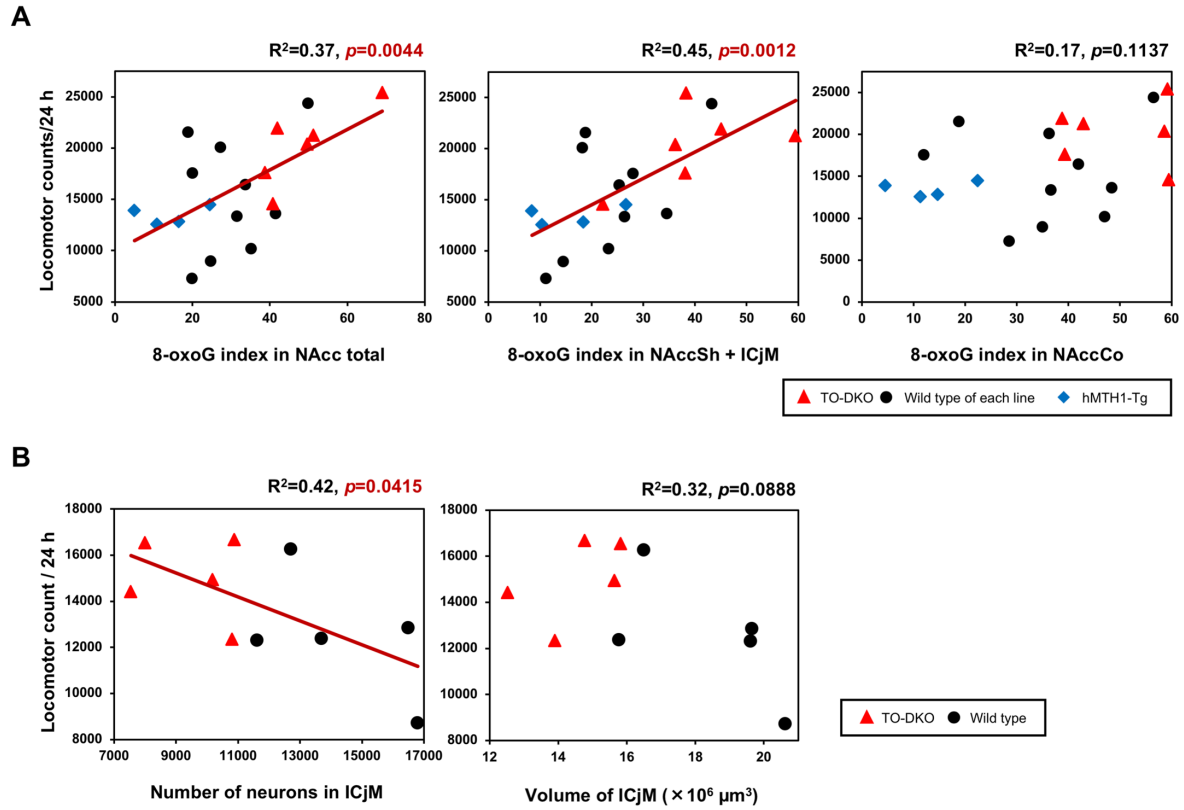 A
R²=0.37, p=0.0044
R²=0.45, p=0.0012
R²=0.17, p=0.1137
Locomotor counts/24 h
25000
20000
15000
10000
5000
0 20 40 60 80
8-oxoG index in NAcc total
25000
20000
15000
10000
5000
0 10 20 30 40 50 60
8-oxoG index in NAccSh + ICjM
25000
20000
15000
10000
5000
0
0 10 20 30 40 50 60
8-oxoG index in NAccCo
TO-DKO Wild type of each line hMTH1-Tg
B
R²=0.42, p=0.0415
R²=0.32, p=0.0888
Locomotor count / 24 h
18000
16000
14000
12000
10000
8000
7000 9000 11000 13000 15000 17000
Number of neurons in ICjM
18000
16000
14000
12000
10000
8000
12 14 16 18 20
Volume of ICjM (×10⁶ µm³)
TO-DKO Wild type